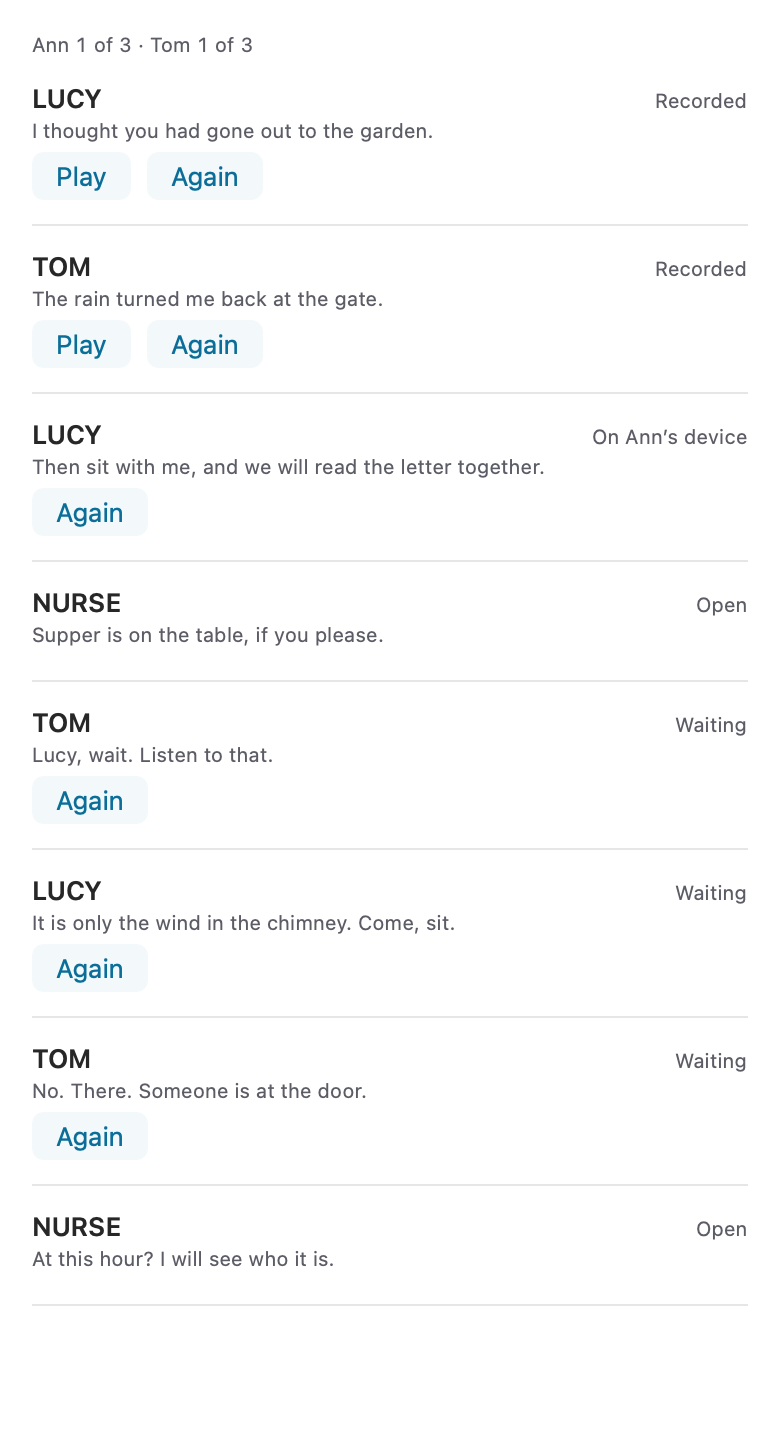 Ann 1 of 3 · Tom 1 of 3
LUCY
Recorded
I thought you had gone out to the garden.
Play Again
TOM
Recorded
The rain turned me back at the gate.
Play Again
LUCY
On Ann’s device
Then sit with me, and we will read the letter together.
Again
NURSE
Open
Supper is on the table, if you please.
TOM
Waiting
Lucy, wait. Listen to that.
Again
LUCY
Waiting
It is only the wind in the chimney. Come, sit.
Again
TOM
Waiting
No. There. Someone is at the door.
Again
NURSE
Open
At this hour? I will see who it is.